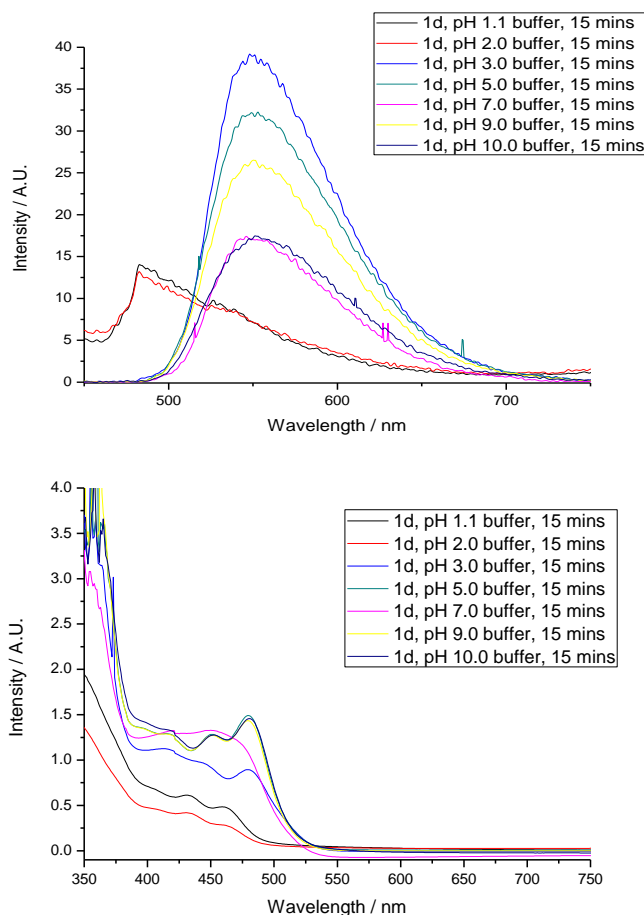 1d, pH 1.1 buffer, 15 mins
1d, pH 2.0 buffer, 15 mins
1d, pH 3.0 buffer, 15 mins
1d, pH 5.0 buffer, 15 mins
1d, pH 7.0 buffer, 15 mins
1d, pH 9.0 buffer, 15 mins
1d, pH 10.0 buffer, 15 mins
Intensity / A.U.
40
35
30
25
20
15
10
5
0
500
600
700
Wavelength / nm
1d, pH 1.1 buffer, 15 mins
1d, pH 2.0 buffer, 15 mins
1d, pH 3.0 buffer, 15 mins
1d, pH 5.0 buffer, 15 mins
1d, pH 7.0 buffer, 15 mins
1d, pH 9.0 buffer, 15 mins
1d, pH 10.0 buffer, 15 mins
Intensity / A.U.
4.0
3.5
3.0
2.5
2.0
1.5
1.0
0.5
0.0
350
400
450
500
550
600
650
700
750
Wavelength / nm